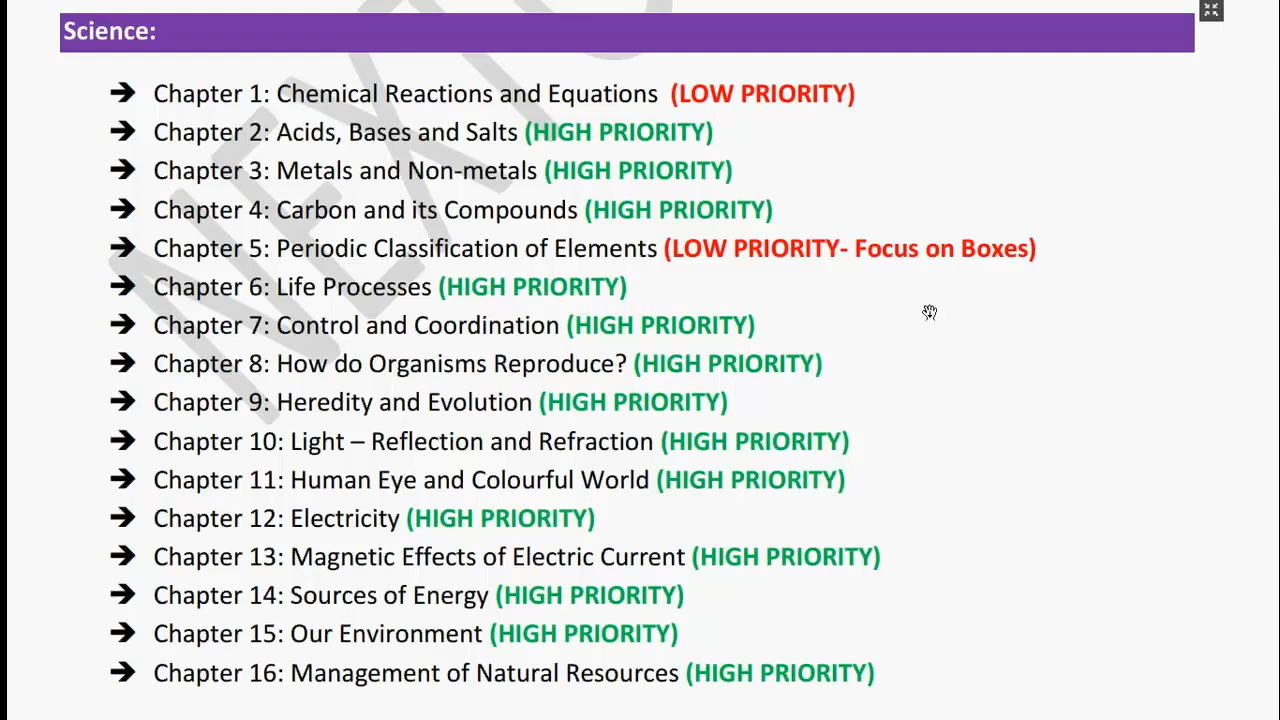 Science:
➔ Chapter 1: Chemical Reactions and Equations (LOW PRIORITY)
➔ Chapter 2: Acids, Bases and Salts (HIGH PRIORITY)
➔ Chapter 3: Metals and Non-metals (HIGH PRIORITY)
➔ Chapter 4: Carbon and its Compounds (HIGH PRIORITY)
➔ Chapter 5: Periodic Classification of Elements (LOW PRIORITY- Focus on Boxes)
➔ Chapter 6: Life Processes (HIGH PRIORITY)
➔ Chapter 7: Control and Coordination (HIGH PRIORITY)
➔ Chapter 8: How do Organisms Reproduce? (HIGH PRIORITY)
➔ Chapter 9: Heredity and Evolution (HIGH PRIORITY)
➔ Chapter 10: Light – Reflection and Refraction (HIGH PRIORITY)
➔ Chapter 11: Human Eye and Colourful World (HIGH PRIORITY)
➔ Chapter 12: Electricity (HIGH PRIORITY)
➔ Chapter 13: Magnetic Effects of Electric Current (HIGH PRIORITY)
➔ Chapter 14: Sources of Energy (HIGH PRIORITY)
➔ Chapter 15: Our Environment (HIGH PRIORITY)
➔ Chapter 16: Management of Natural Resources (HIGH PRIORITY)